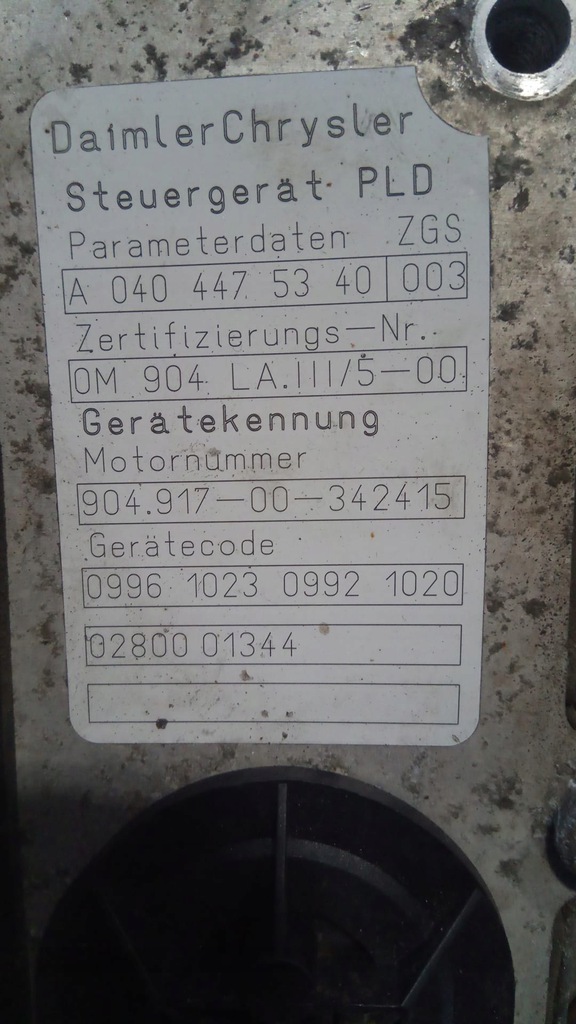 DaimlerChrysler
Steuergerät PLD
Parameterdaten ZGS
A 040 447 53 40 003
Zertifizierungs-Nr.
OM 904 LA.III/5-00
Gerätekennung
Motornummer
904.917-00-342415
Gerätecode
0996 1023 0992 1020
02800 01344